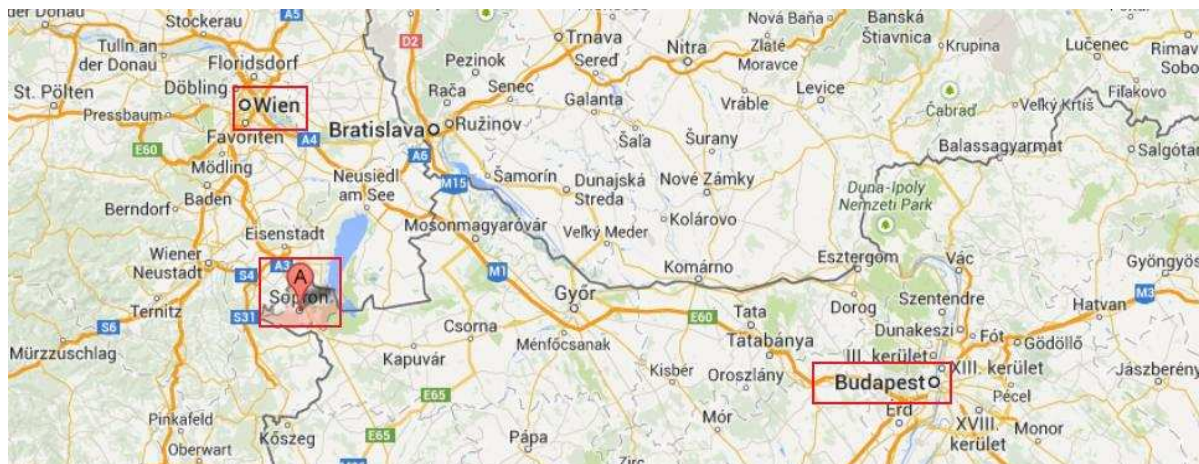 der Donau
Stockerau
A5
D2
Trnava
Nitra
Nová Baňa
Zlaté
Moravce
Banská
Štiavnica
Krupina
Lučenec
Rimav
Sobo
Tulln an
der Donau
Floridsdorf
Pezinok
Sereď
St. Pölten
Döbling
Wien
Rača
Senec
Galanta
Vráble
Levice
Čabraď
Veľký Krtíš
Fiľakovo
Pressbaum
Favoriten
A4
Bratislava
Ružinov
Šaľa
Šurany
Balassagyarmat
Salgótar
E60
Mödling
A6
M15
Neusiedl
am See
Šamorín
Dunajská
Streda
Nové Zámky
Duna-Ipoly
Nemzeti Park
Baden
Berndorf
Kolárovo
Eisenstadt
Mosonmagyaróvár
Veľký Meder
Wiener
Neustadt
S4
A3
A
Sopron
M1
Komárno
Esztergom
Vác
Gyöngyös
Győr
Ternitz
S31
S6
Csorna
E60
Tata
Dorog
Szentendre
Hatvan
M3
Dunakeszi
Fót
Gödöllő
Mürzzuschlag
Kapuvár
Ménfőcsanak
Tatabánya
III. kerület
XIII. kerület
Kisbér
Oroszlány
Budapest
Jászberény
E65
Pécel
Érd
Pinkafeld
Mór
XVIII.
kerület
Monor
Oberwart
Kőszeg
E65
Pápa
Zirc